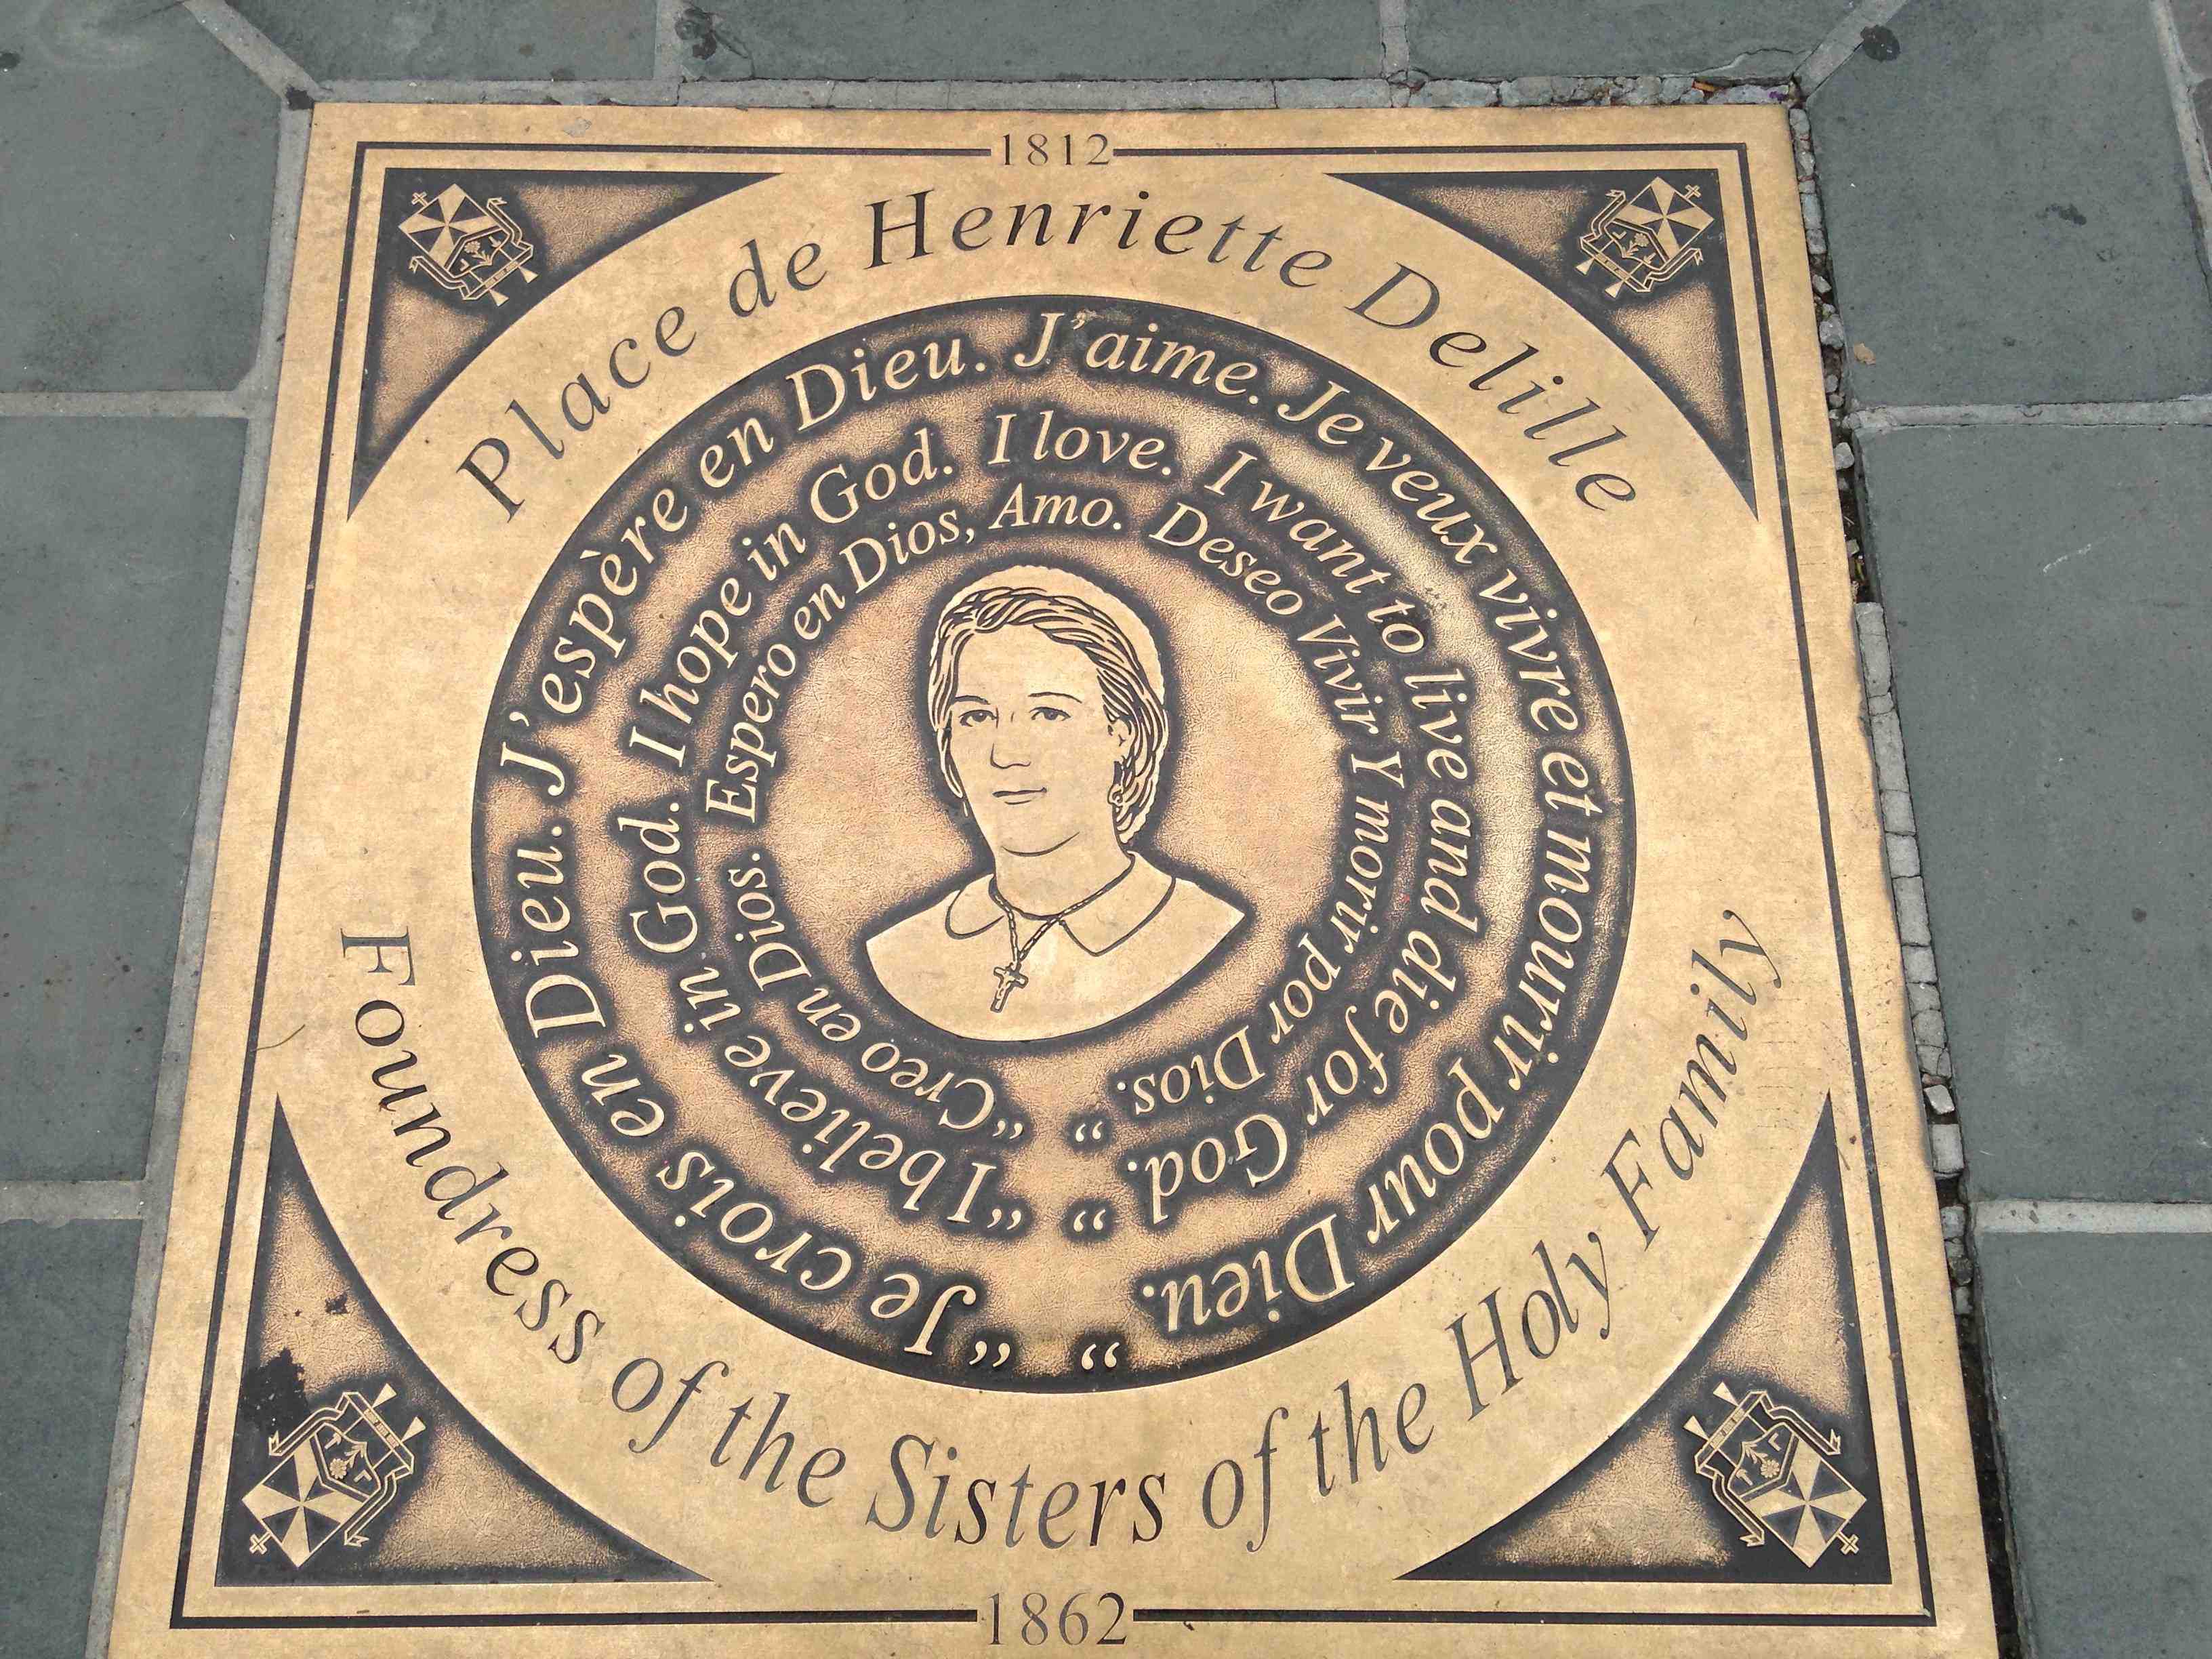 1812
Place de Henriette Delille
"Je crois en Dieu. J'espère en Dieu. J'aime. Je veux vivre et mourir pour Dieu."
"I believe in God. I hope in God. I love. I want to live and die for God."
"Creo en Dios. Espero en Dios, Amo. Deseo Vivir Y morir por Dios."
Foundress of the Sisters of the Holy Family
1862